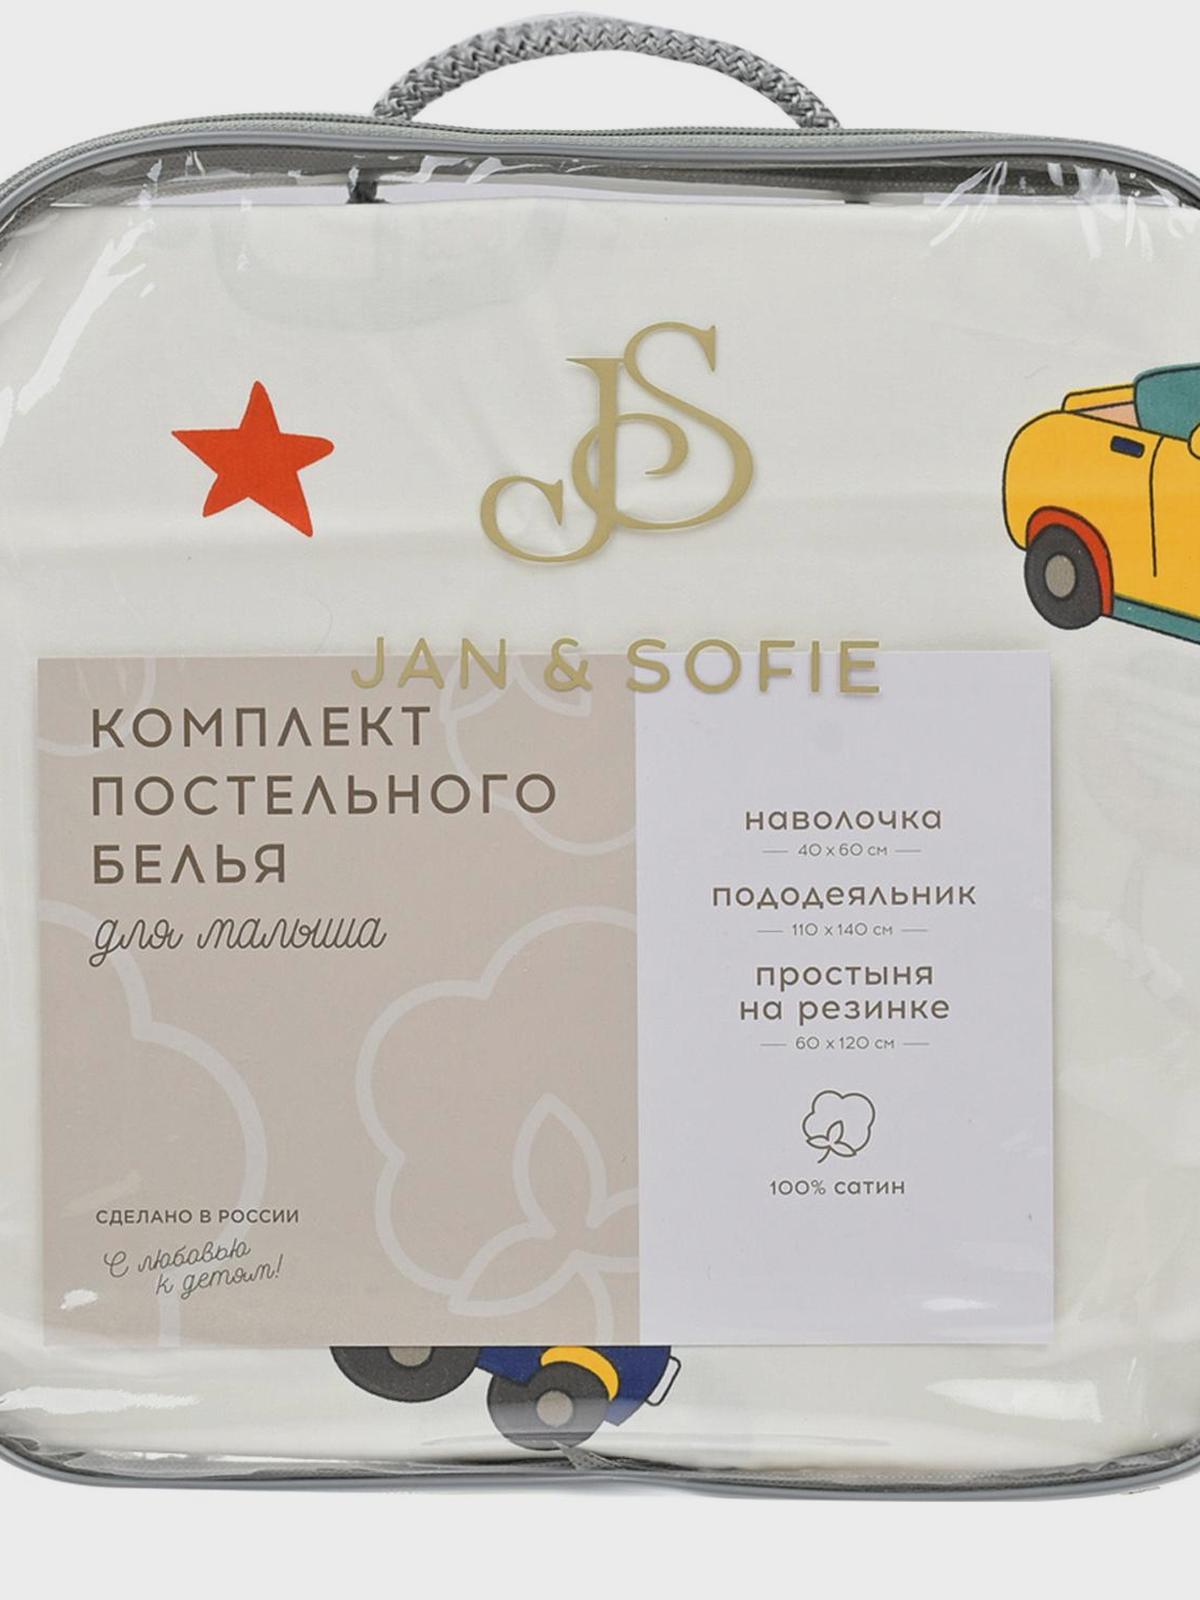 JS
JAN & SOFIE
КОМПЛЕКТ
ПОСТЕЛЬНОГО
БЕЛЬЯ
для малыша
СДЕЛАНО В РОССИИ
С любовью
к детям!
наволочка
40 х 60 см
пододеяльник
110 х 140 см
простыня
на резинке
60 х 120 см
100% сатин